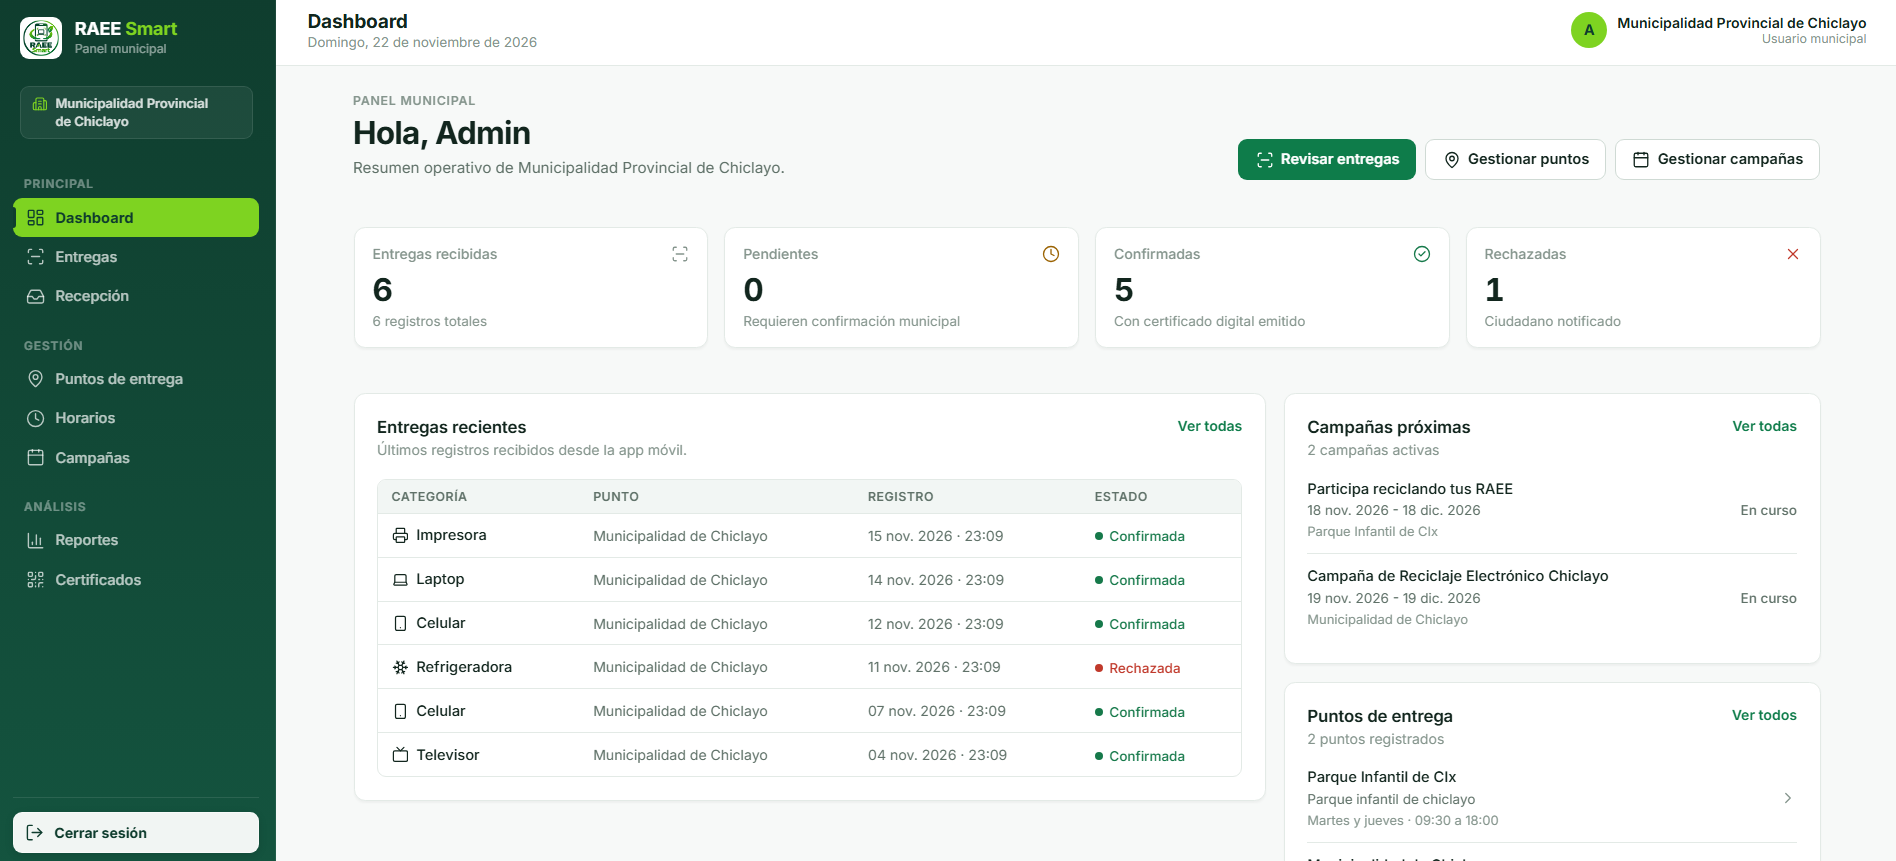 RAEE Smart
Panel municipal
Municipalidad Provincial
de Chiclayo
PRINCIPAL
Dashboard
Entregas
Recepción
GESTIÓN
Puntos de entrega
Horarios
Campañas
ANÁLISIS
Reportes
Certificados
Cerrar sesión
Dashboard
Domingo, 22 de noviembre de 2026
A
Municipalidad Provincial de Chiclayo
Usuario municipal
PANEL MUNICIPAL
Hola, Admin
Resumen operativo de Municipalidad Provincial de Chiclayo.
Revisar entregas
Gestionar puntos
Gestionar campañas
Entregas recibidas
6
6 registros totales
Pendientes
0
Requieren confirmación municipal
Confirmadas
5
Con certificado digital emitido
Rechazadas
1
Ciudadano notificado
Entregas recientes
Ver todas
Últimos registros recibidos desde la app móvil.
CATEGORÍA PUNTO REGISTRO ESTADO
Impresora Municipalidad de Chiclayo 15 nov. 2026 · 23:09 Confirmada
Laptop Municipalidad de Chiclayo 14 nov. 2026 · 23:09 Confirmada
Celular Municipalidad de Chiclayo 12 nov. 2026 · 23:09 Confirmada
Refrigeradora Municipalidad de Chiclayo 11 nov. 2026 · 23:09 Rechazada
Celular Municipalidad de Chiclayo 07 nov. 2026 · 23:09 Confirmada
Televisor Municipalidad de Chiclayo 04 nov. 2026 · 23:09 Confirmada
Campañas próximas
Ver todas
2 campañas activas
Participa reciclando tus RAEE
18 nov. 2026 - 18 dic. 2026
En curso
Parque Infantil de Clx
Campaña de Reciclaje Electrónico Chiclayo
19 nov. 2026 - 19 dic. 2026
En curso
Municipalidad de Chiclayo
Puntos de entrega
Ver todos
2 puntos registrados
Parque Infantil de Clx
Parque infantil de chiclayo
Martes y jueves · 09:30 a 18:00